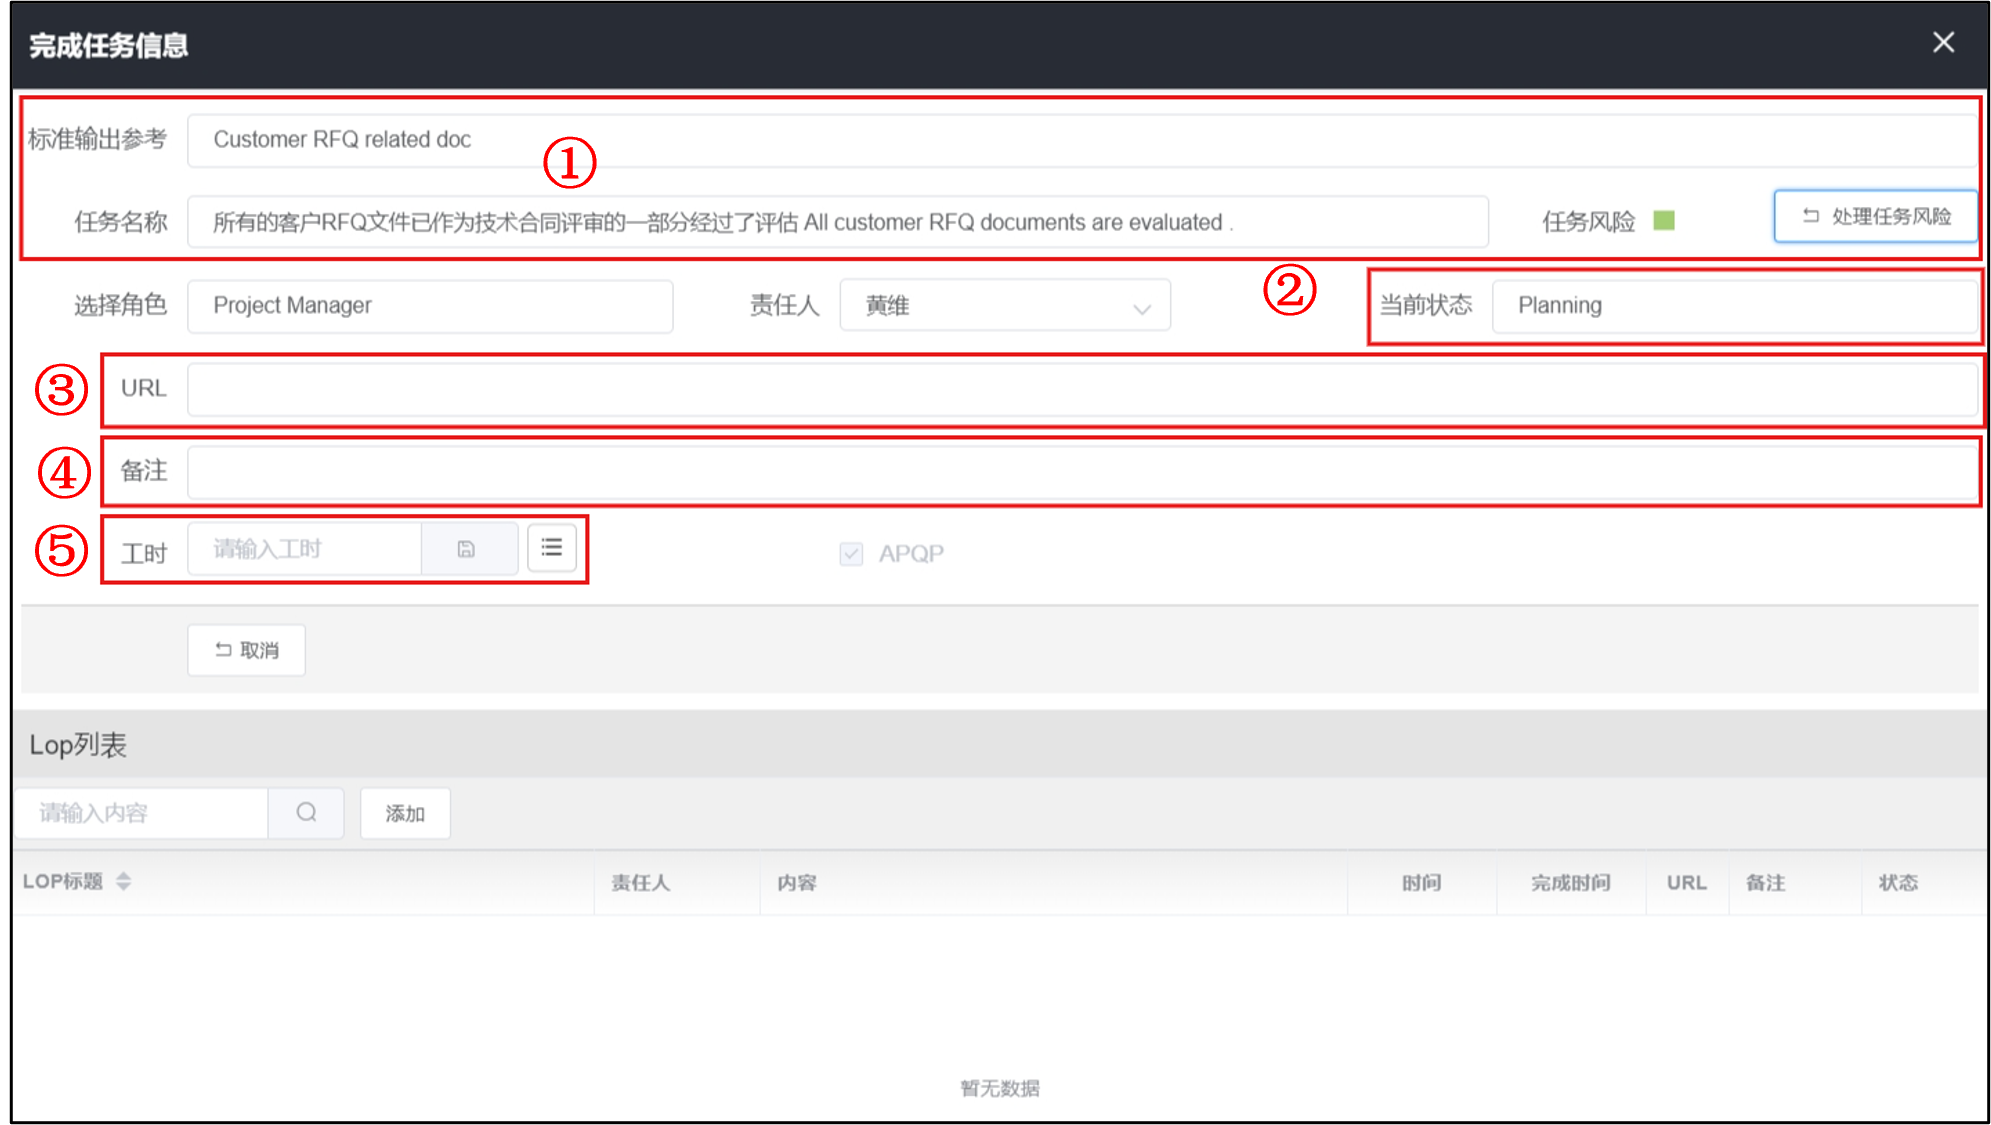 完成任务信息
标准输出参考 Customer RFQ related doc
①
任务名称 所有的客户RFQ文件已作为技术合同评审的一部分经过了评估 All customer RFQ documents are evaluated . 任务风险 处理任务风险
选择角色 Project Manager 责任人 黄维 ② 当前状态 Planning
③ URL
④ 备注
⑤ 工时 请输入工时 APQP
取消
Lop列表
请输入内容 添加
LOP标题 责任人 内容 时间 完成时间 URL 备注 状态
暂无数据